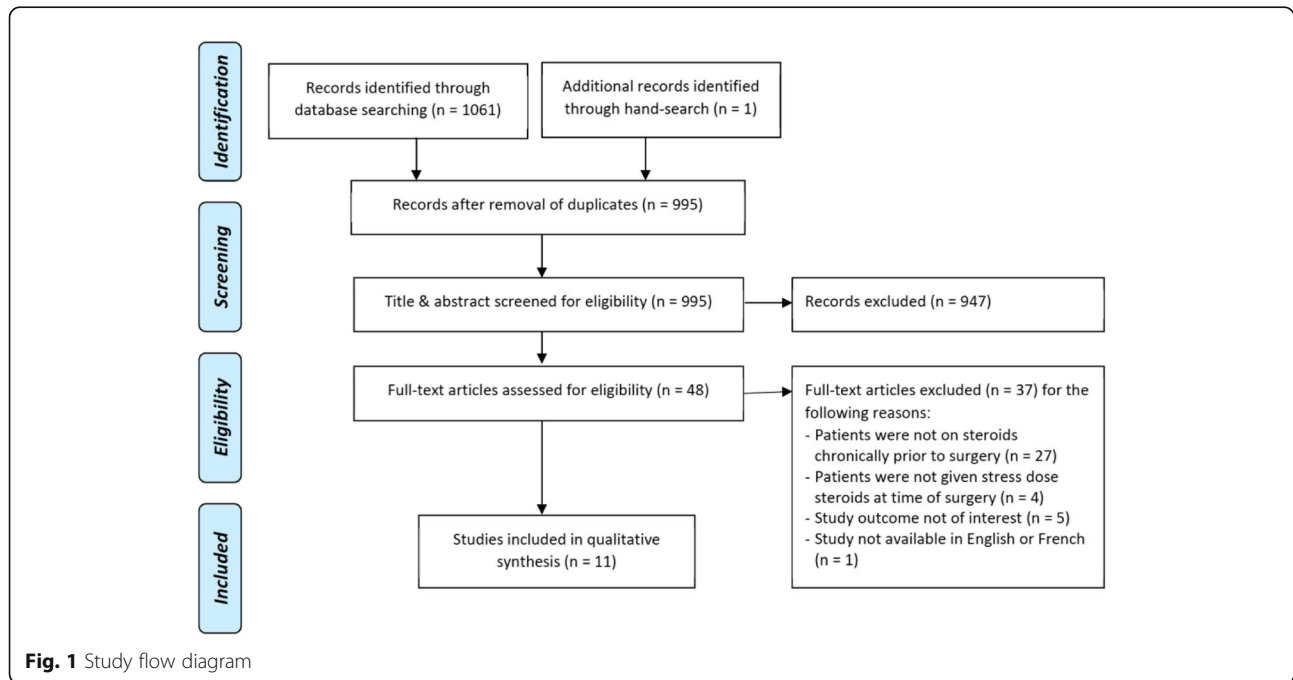 Identification
Records identified through
database searching (n = 1061)
Additional records identified
through hand-search (n = 1)
Records after removal of duplicates (n = 995)
Screening
Title & abstract screened for eligibility (n = 995)
Records excluded (n = 947)
Eligibility
Full-text articles assessed for eligibility (n = 48)
Full-text articles excluded (n = 37) for the
following reasons:
- Patients were not on steroids
chronically prior to surgery (n = 27)
- Patients were not given stress dose
steroids at time of surgery (n = 4)
- Study outcome not of interest (n = 5)
- Study not available in English or French
(n = 1)
Included
Studies included in qualitative
synthesis (n = 11)
Fig. 1 Study flow diagram